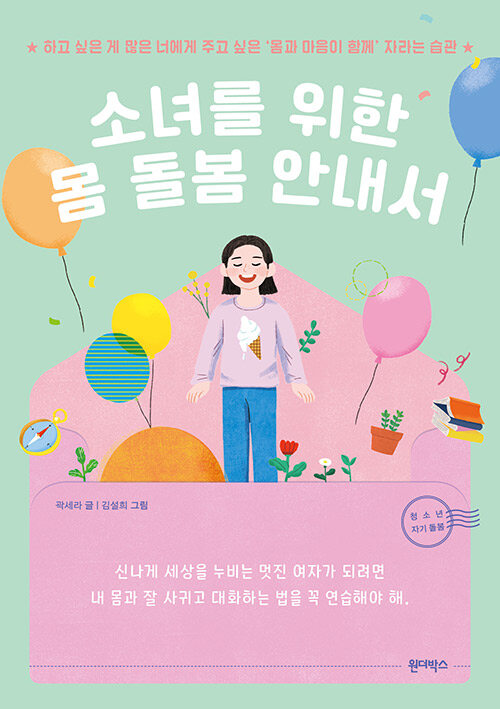 ★ 하고 싶은 게 많은 너에게 주고 싶은 ‘몸과 마음이 함께’ 자라는 습관 ★
소녀를 위한
몸 돌봄 안내서
곽세라 글 | 김설희 그림
청소년
자기 돌봄
신나게 세상을 누비는 멋진 여자가 되려면
내 몸과 잘 사귀고 대화하는 법을 꼭 연습해야 해.
원더박스